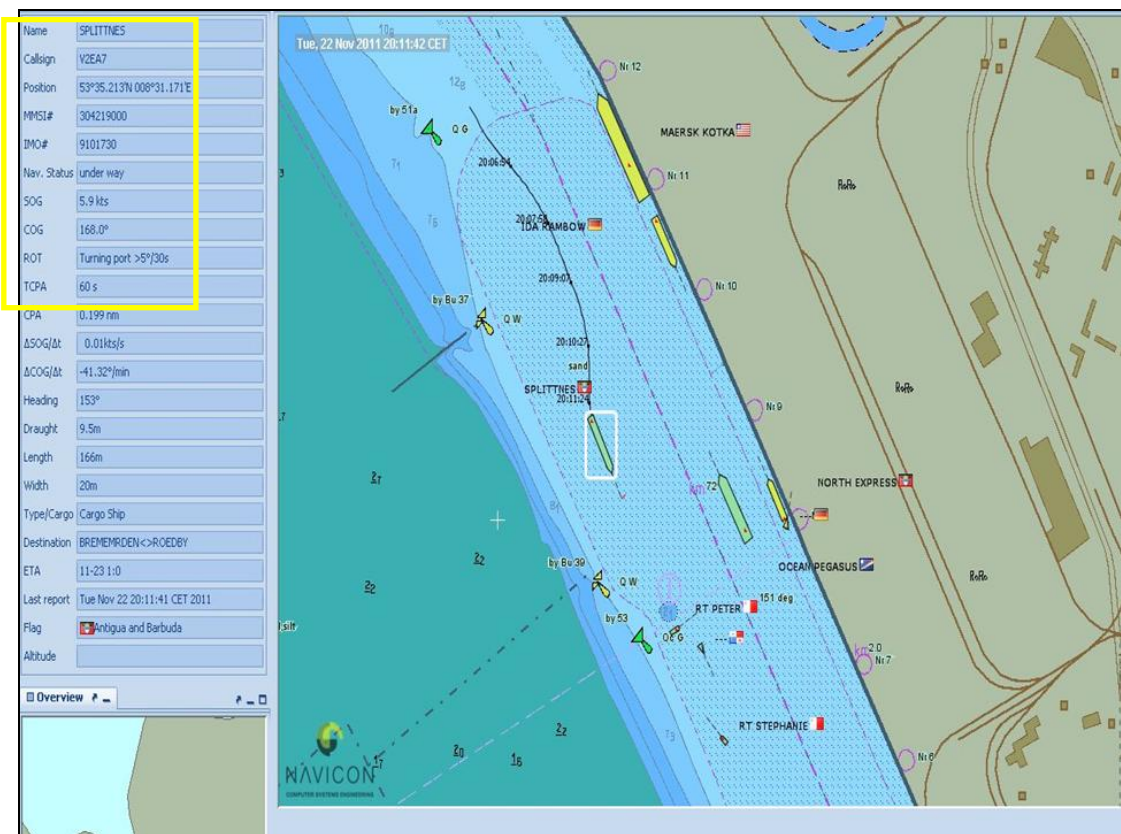 Name SPLITTNES
Callsign V2EA7
Position 53°35.213'N 008°31.171'E
MMSI# 304219000
IMO# 9101730
Nav. Status under way
SOG 5.9 kts
COG 168.0°
ROT Turning port >5°/30s
TCPA 60 s
CPA 0.199 nm
ΔSOG/Δt 0.01kts/s
ΔCOG/Δt -41.32°/min
Heading 153°
Draught 9.5m
Length 166m
Width 20m
Type/Cargo Cargo Ship
Destination BREMEMRDEN<>ROEDBY
ETA 11-23 1:0
Last report Tue Nov 22 20:11:41 CET 2011
Flag Antigua and Barbuda
Altitude
Overview
Tue, 22 Nov 2011 20:11:42 CET
Nr 12
by 51a
Q G
MAERSK KOTKA
20:06:54
Nr 11
RoRo
IDA RAMBOW
20:09:07
Nr 10
by Bu 37
Q W
20:10:27
sand
SPLITTNES
20:11:24
RoRo
Nr 9
km 72
NORTH EXPRESS
by Bu 39
Q W
OCEAN PEGASUS
RoRo
RT PETER
151 deg
by 53
km 2.0
Nr 7
RT STEPHANIE
Nr 6
NAVICON
COMPUTER SYSTEMS ENGINEERING